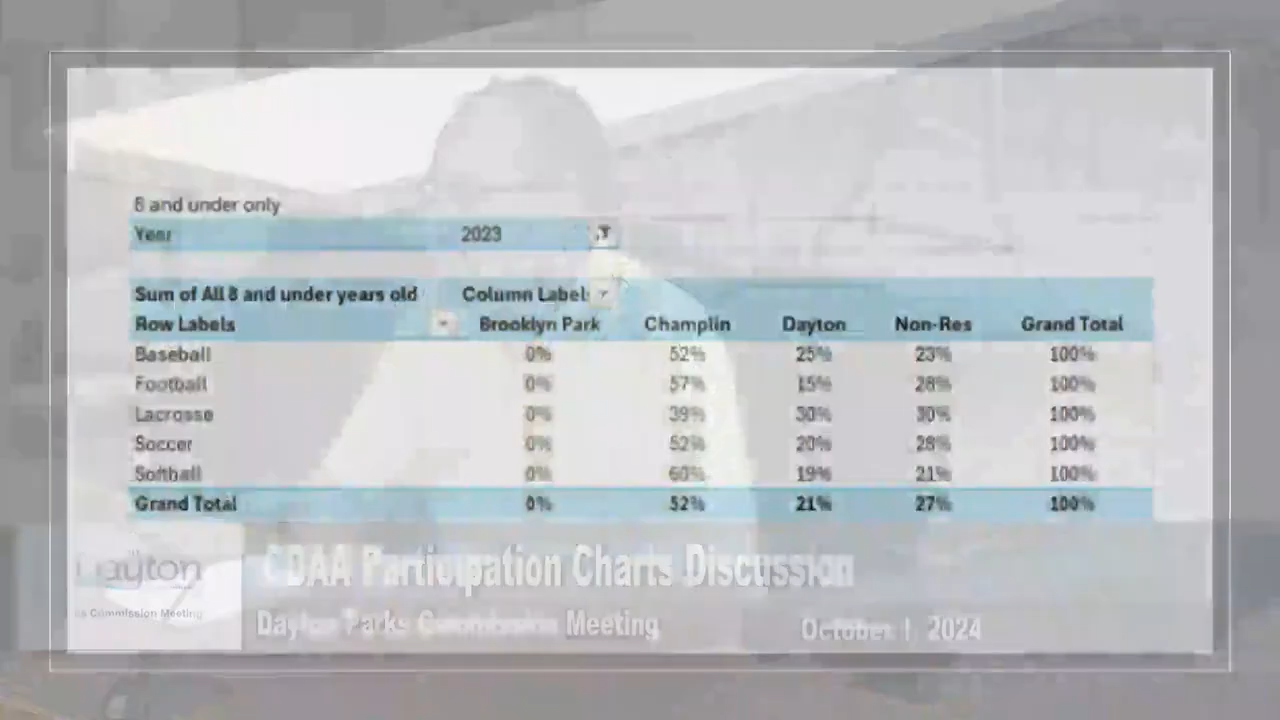 8 and under only
Year 2023
Sum of All 8 and under years old Column Labels
Row Labels Brooklyn Park Champlin Dayton Non-Res Grand Total
Baseball 0% 52% 25% 23% 100%
Football 0% 57% 15% 28% 100%
Lacrosse 0% 39% 30% 30% 100%
Soccer 0% 52% 20% 28% 100%
Softball 0% 60% 19% 21% 100%
Grand Total 0% 52% 21% 27% 100%
Dayton
Commission Meeting
CDAA Participation Charts Discussion
Dayton Parks Commission Meeting October 1, 2024